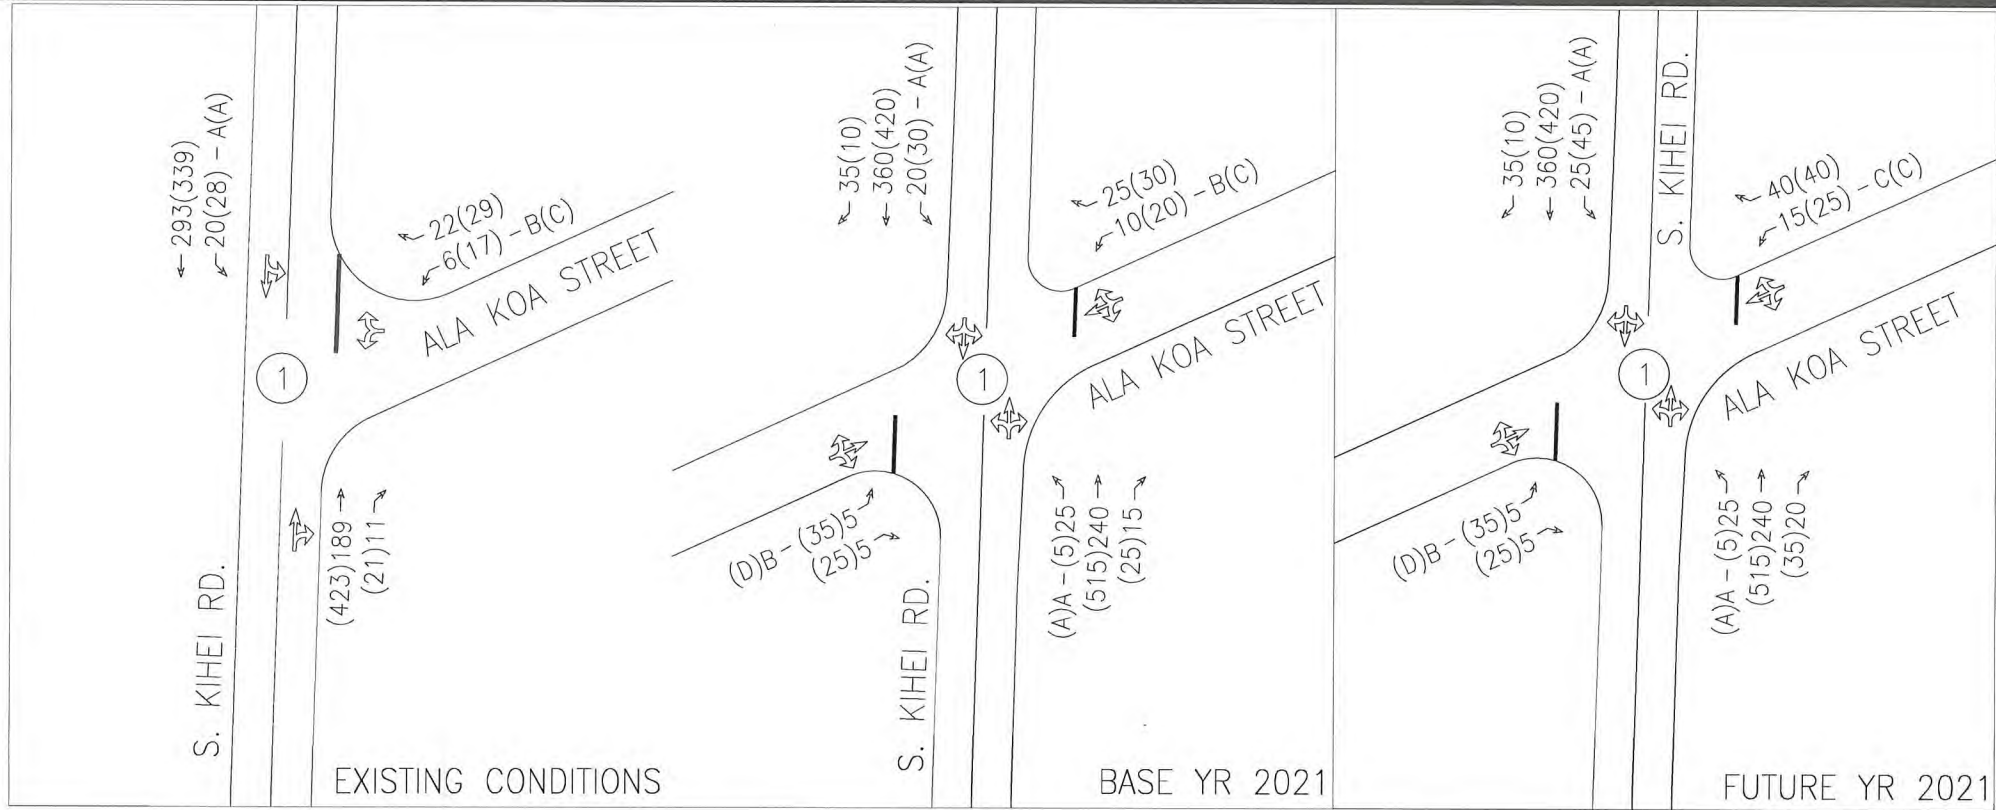 293(339)
20(28) - A(A)
22(29)
6(17) - B(C)
ALA KOA STREET
1
(423)189
(21)11
S. KIHEI RD.
EXISTING CONDITIONS
35(10)
360(420)
20(30) - A(A)
25(30)
10(20) - B(C)
ALA KOA STREET
1
(D)B - (35)5
(25)5
(A)A - (5)25
(515)240
(25)15
S. KIHEI RD.
BASE YR 2021
35(10)
360(420)
25(45) - A(A)
S. KIHEI RD.
40(40)
15(25) - C(C)
ALA KOA STREET
1
(D)B - (35)5
(25)5
(A)A - (5)25
(515)240
(35)20
FUTURE YR 2021